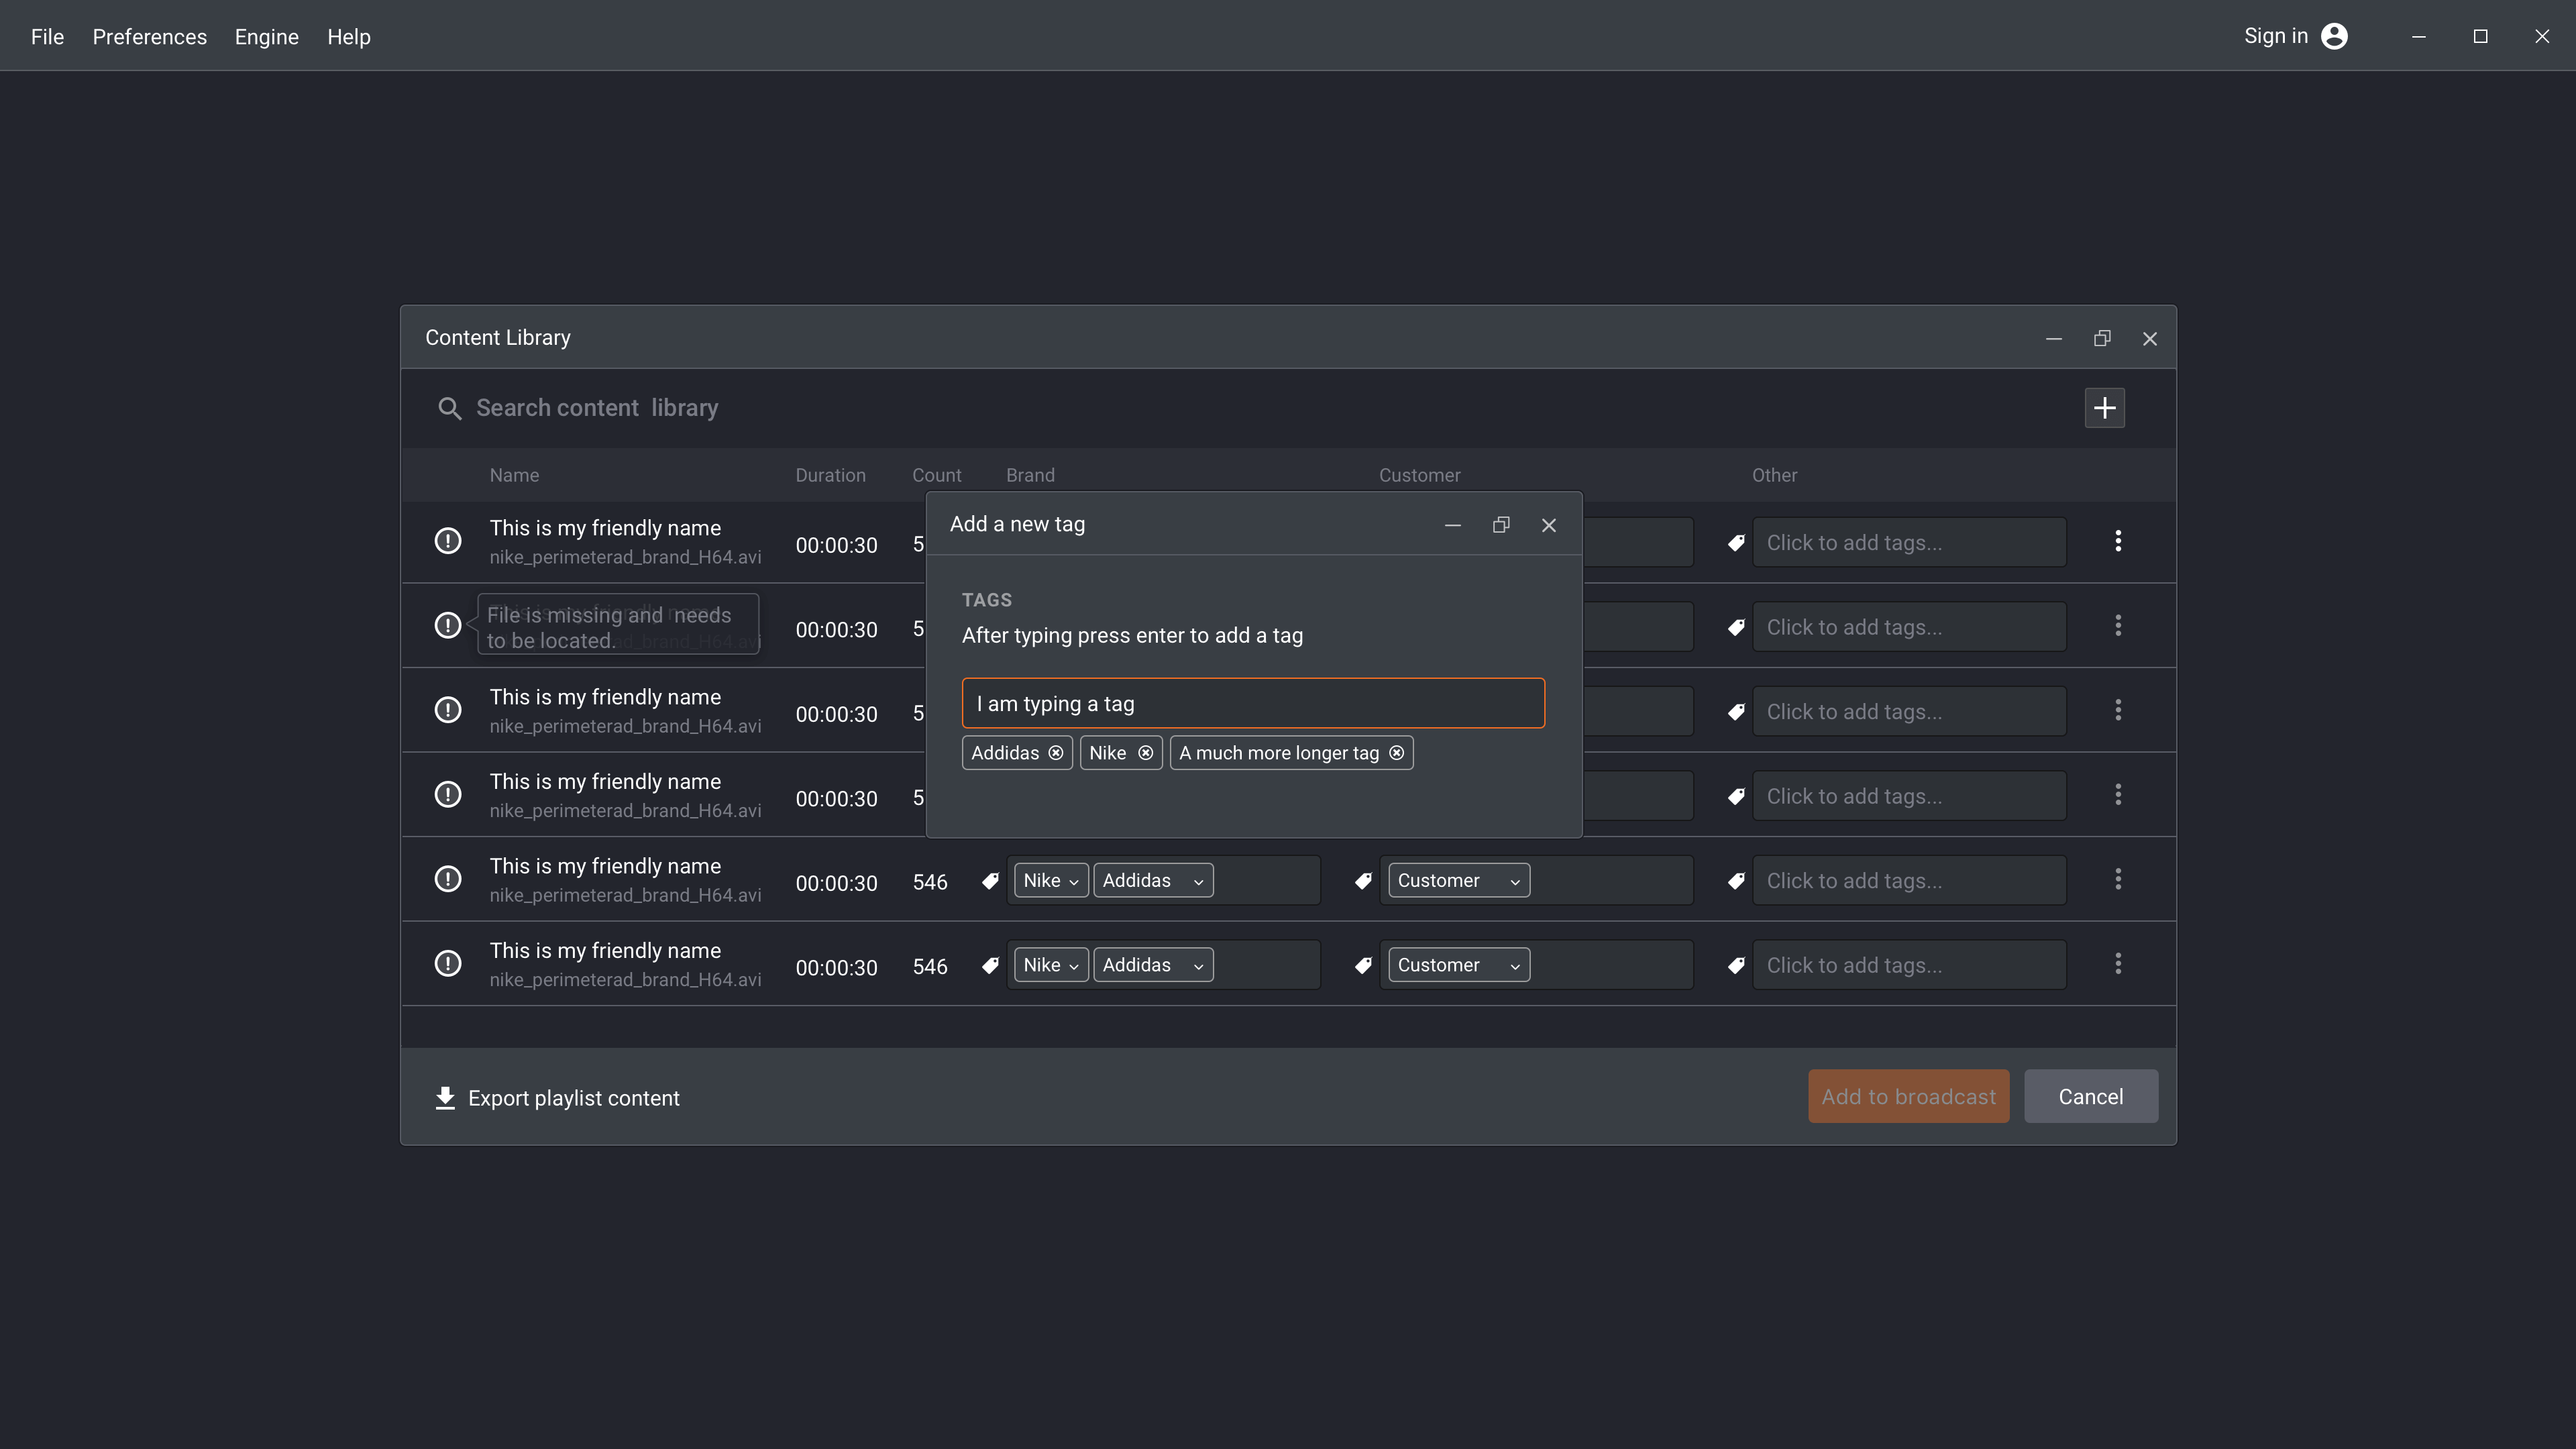 File Preferences Engine Help Sign in
Content Library
Search content library
Name Duration Count Brand Customer Other
Add a new tag
This is my friendly name
nike_perimeterad_brand_H64.avi
00:00:30 5 Click to add tags...
TAGS
After typing press enter to add a tag
File is missing and needs
to be located.
00:00:30 5 Click to add tags...
This is my friendly name
nike_perimeterad_brand_H64.avi
00:00:30 5 Click to add tags...
I am typing a tag
Addidas Nike A much more longer tag
This is my friendly name
nike_perimeterad_brand_H64.avi
00:00:30 5 Click to add tags...
This is my friendly name
nike_perimeterad_brand_H64.avi
00:00:30 546 Nike Addidas Customer Click to add tags...
This is my friendly name
nike_perimeterad_brand_H64.avi
00:00:30 546 Nike Addidas Customer Click to add tags...
Export playlist content Add to broadcast Cancel